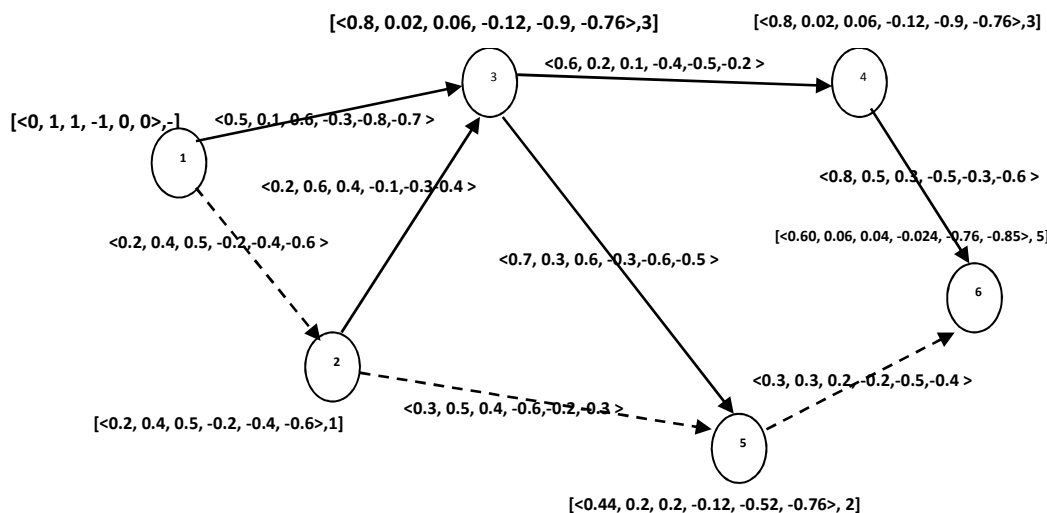 [<0.8, 0.02, 0.06, -0.12, -0.9, -0.76>,3]
[<0.8, 0.02, 0.06, -0.12, -0.9, -0.76>,3]
3
<0.6, 0.2, 0.1, -0.4,-0.5,-0.2 >
4
[<0, 1, 1, -1, 0, 0>,-]
<0.5, 0.1, 0.6, -0.3,-0.8,-0.7 >
1
<0.2, 0.6, 0.4, -0.1,-0.3-0.4 >
<0.8, 0.5, 0.3, -0.5,-0.3,-0.6 >
<0.2, 0.4, 0.5, -0.2,-0.4,-0.6 >
[<0.60, 0.06, 0.04, -0.024, -0.76, -0.85>, 5]
<0.7, 0.3, 0.6, -0.3,-0.6,-0.5 >
6
2
<0.3, 0.3, 0.2, -0.2,-0.5,-0.4 >
<0.3, 0.5, 0.4, -0.6,-0.2,-0.3 >
[<0.2, 0.4, 0.5, -0.2, -0.4, -0.6>,1]
5
[<0.44, 0.2, 0.2, -0.12, -0.52, -0.76>, 2]